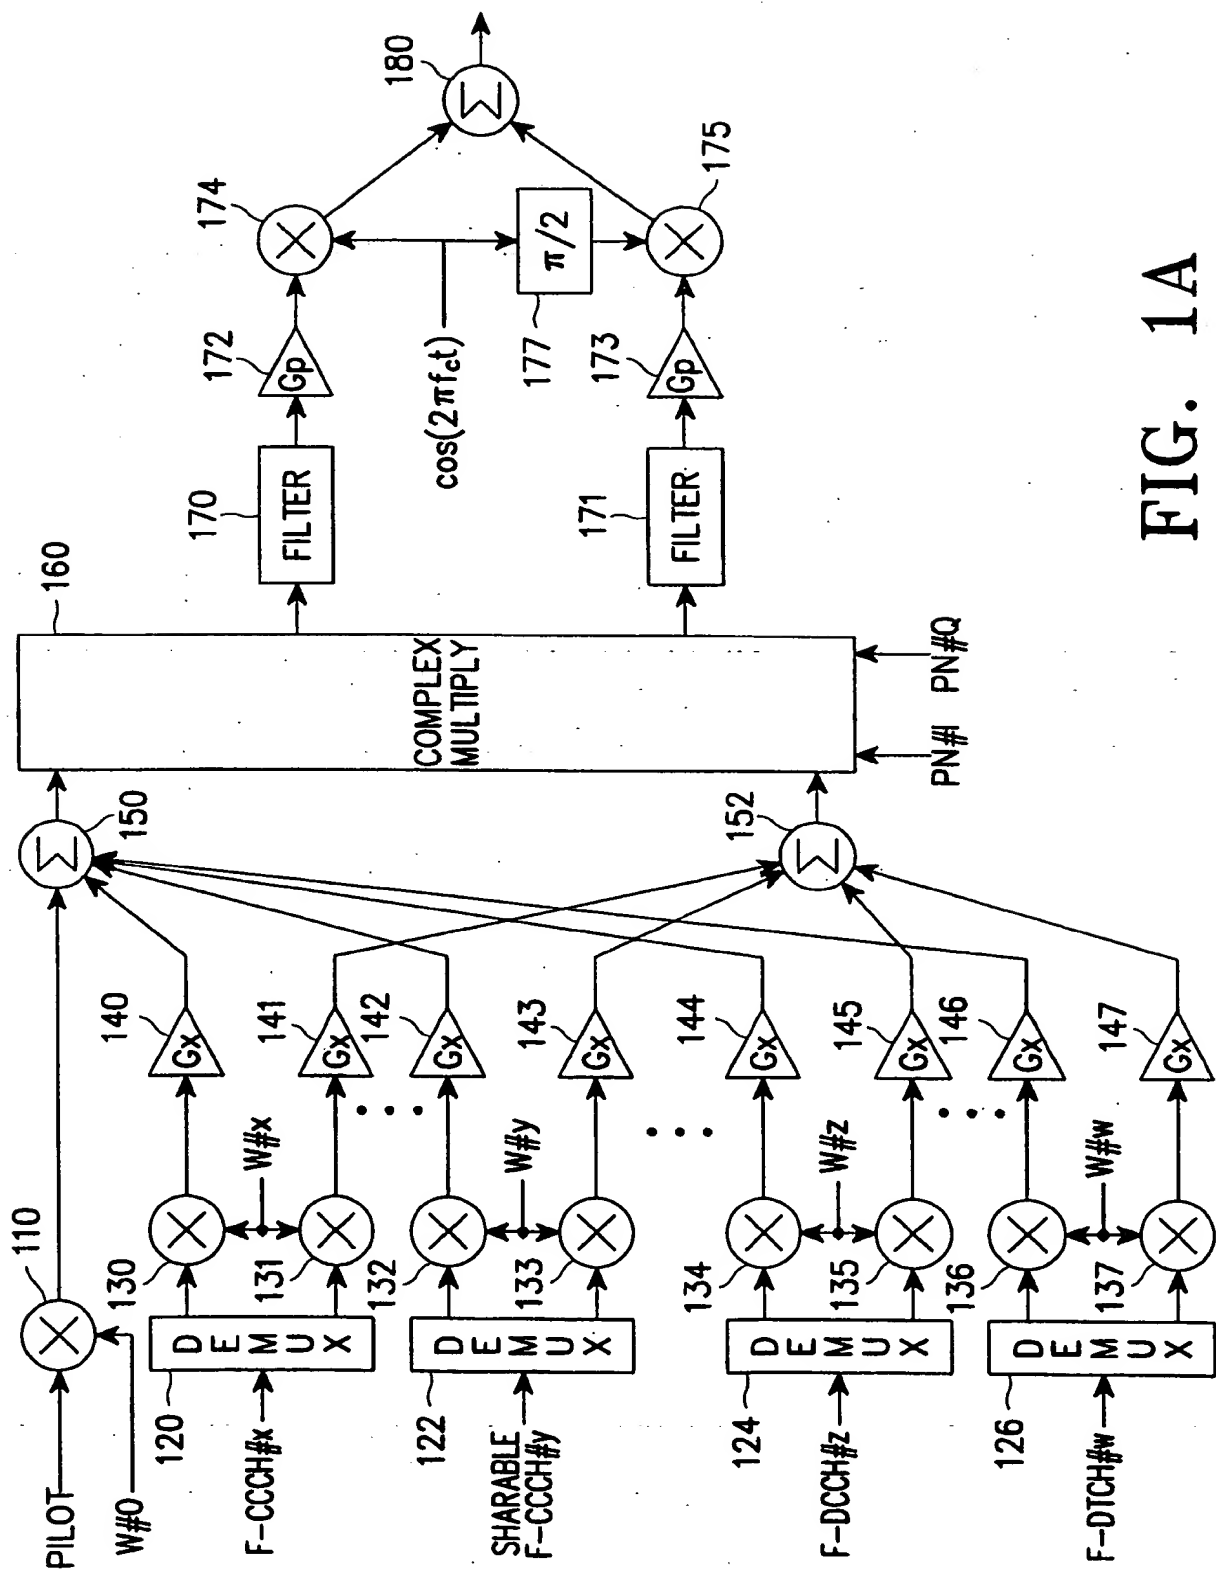 PILOT
W#0
110
F-CCCH#x
120
DEMUX
130
131
W#x
140
Gx
141
Gx
SHARABLE
F-CCCH#y
122
DEMUX
132
133
W#y
142
Gx
143
Gx
F-DCCH#z
124
DEMUX
134
135
W#z
144
Gx
145
Gx
F-DTCH#w
126
DEMUX
136
137
W#w
146
Gx
147
Gx
Σ
150
Σ
152
160
COMPLEX
MULTIPLY
PN#I
PN#Q
170
FILTER
171
FILTER
172
Gp
173
Gp
cos(2πfct)
177
π/2
174
175
180
Σ
FIG. 1A